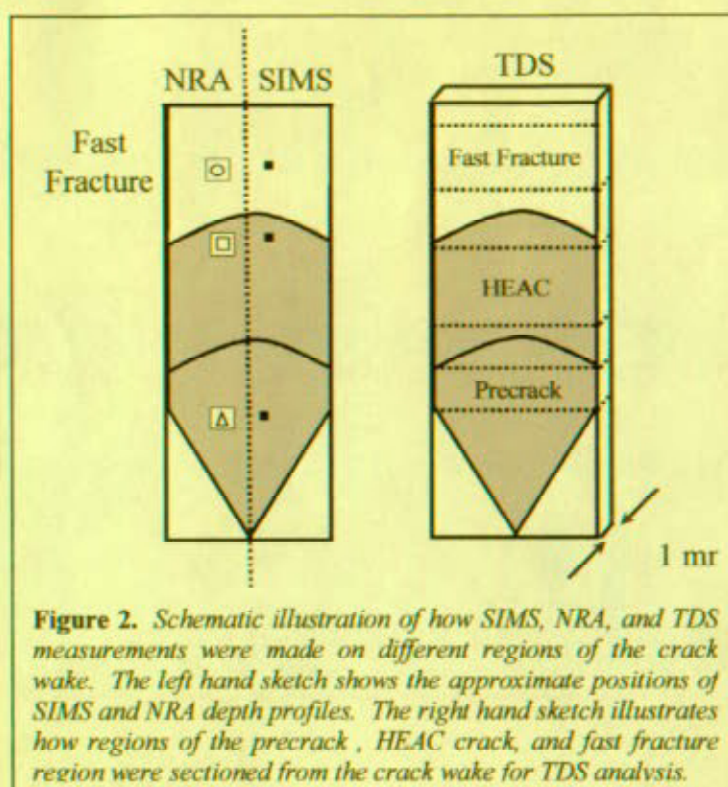 NRA SIMS
TDS
Fast
Fracture
Fast Fracture
HEAC
Precrack
1 mr
Figure 2. Schematic illustration of how SIMS, NRA, and TDS
measurements were made on different regions of the crack
wake. The left hand sketch shows the approximate positions of
SIMS and NRA depth profiles. The right hand sketch illustrates
how regions of the precrack , HEAC crack, and fast fracture
region were sectioned from the crack wake for TDS analysis.